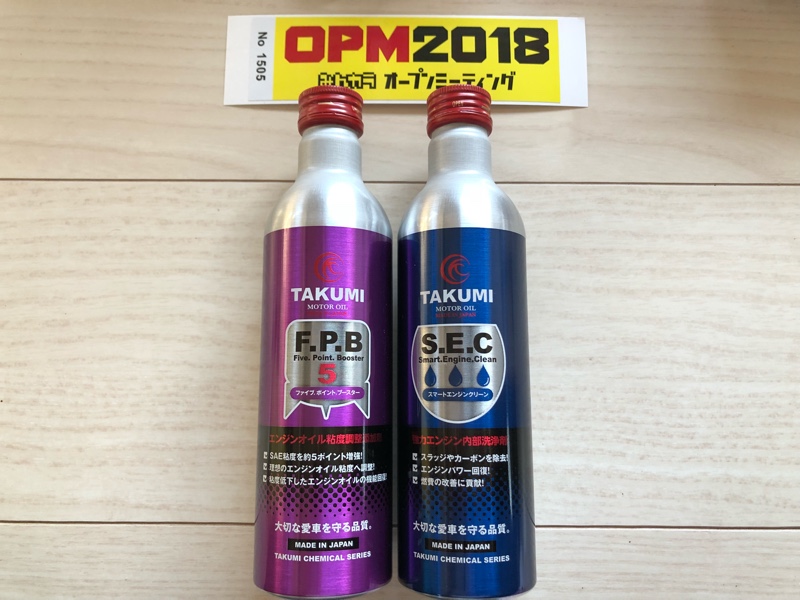 No 1505
OPM2018
みんカラ オープンミーティング
TAKUMI
MOTOR OIL
F.P.B
Five. Point. Booster
5
ファイブ.ポイント.ブースター
エンジンオイル粘度調整添加剤
SAE粘度を約5ポイント増強!
理想のエンジンオイル粘度へ調整!
粘度低下したエンジンオイルの機能回復!
大切な愛車を守る品質。
MADE IN JAPAN
TAKUMI CHEMICAL SERIES
TAKUMI
MOTOR OIL
MADE IN JAPAN
S.E.C
Smart.Engine.Clean
スマートエンジンクリーン
強力エンジン内部洗浄剤
スラッジやカーボンを除去!
エンジンパワー回復!
燃費の改善に貢献!
大切な愛車を守る品質。
MADE IN JAPAN
TAKUMI CHEMICAL SERIES